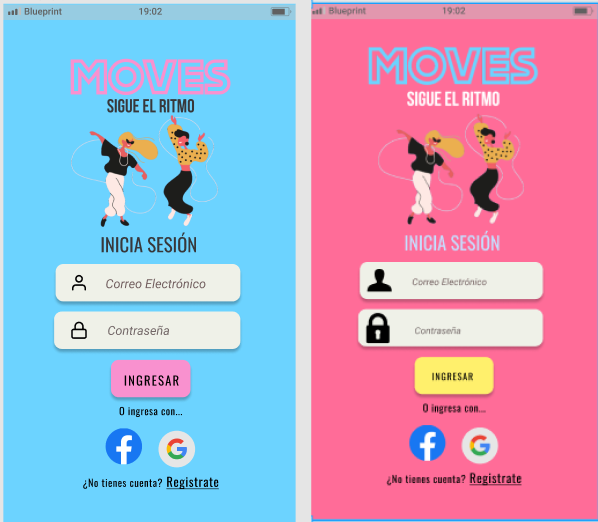 Blueprint 19:02
MOVES
SIGUE EL RITMO
INICIA SESIÓN
Correo Electrónico
Contraseña
INGRESAR
O ingresa con...
¿No tienes cuenta? Registrate
Blueprint 19:02
MOVES
SIGUE EL RITMO
INICIA SESIÓN
Correo Electrónico
Contraseña
INGRESAR
O ingresa con...
¿No tienes cuenta? Registrate